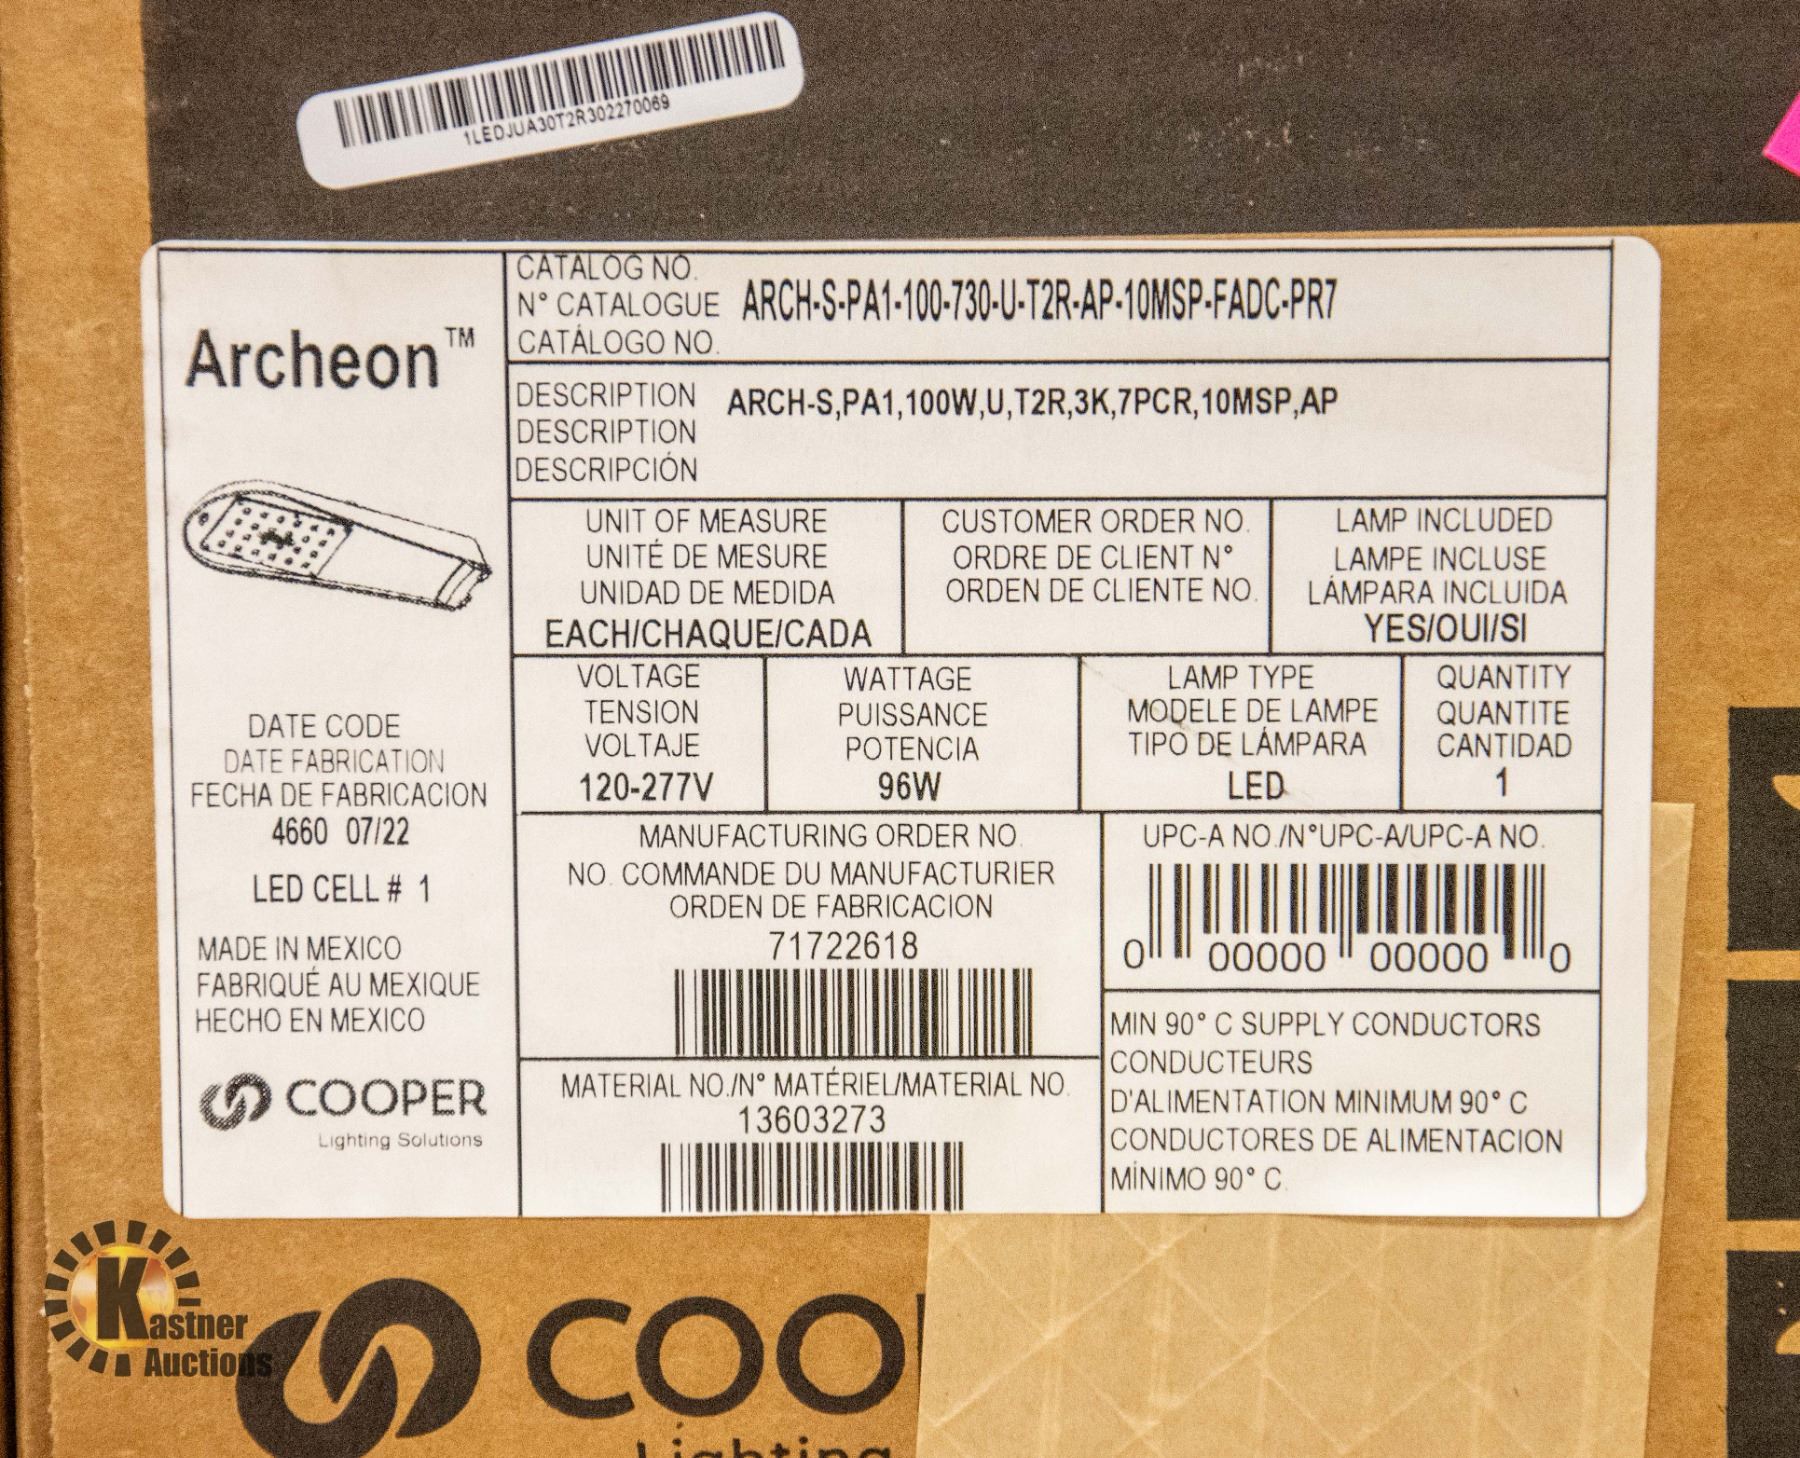 1LEDJUA30T2R302270069
Archeon™
CATALOG NO.
N° CATALOGUE
CATÁLOGO NO.
ARCH-S-PA1-100-730-U-T2R-AP-10MSP-FADC-PR7
DESCRIPTION
DESCRIPTION
DESCRIPCIÓN
ARCH-S,PA1,100W,U,T2R,3K,7PCR,10MSP,AP
UNIT OF MEASURE
UNITÉ DE MESURE
UNIDAD DE MEDIDA
EACH/CHAQUE/CADA
CUSTOMER ORDER NO.
ORDRE DE CLIENT N°
ORDEN DE CLIENTE NO.
LAMP INCLUDED
LAMPE INCLUSE
LÁMPARA INCLUIDA
YES/OUI/SI
VOLTAGE
TENSION
VOLTAJE
120-277V
WATTAGE
PUISSANCE
POTENCIA
96W
LAMP TYPE
MODELE DE LAMPE
TIPO DE LÁMPARA
LED
QUANTITY
QUANTITE
CANTIDAD
1
DATE CODE
DATE FABRICATION
FECHA DE FABRICACION
4660 07/22
LED CELL # 1
MADE IN MEXICO
FABRIQUÉ AU MEXIQUE
HECHO EN MEXICO
COOPER
Lighting Solutions
MANUFACTURING ORDER NO.
NO. COMMANDE DU MANUFACTURIER
ORDEN DE FABRICACION
71722618
MATERIAL NO./N° MATÉRIEL/MATERIAL NO.
13603273
UPC-A NO./N°UPC-A/UPC-A NO.
0 00000 00000 0
MIN 90° C SUPPLY CONDUCTORS
CONDUCTEURS
D'ALIMENTATION MINIMUM 90° C
CONDUCTORES DE ALIMENTACION
MÍNIMO 90° C.
Kastner
Auctions
COO
Lighting